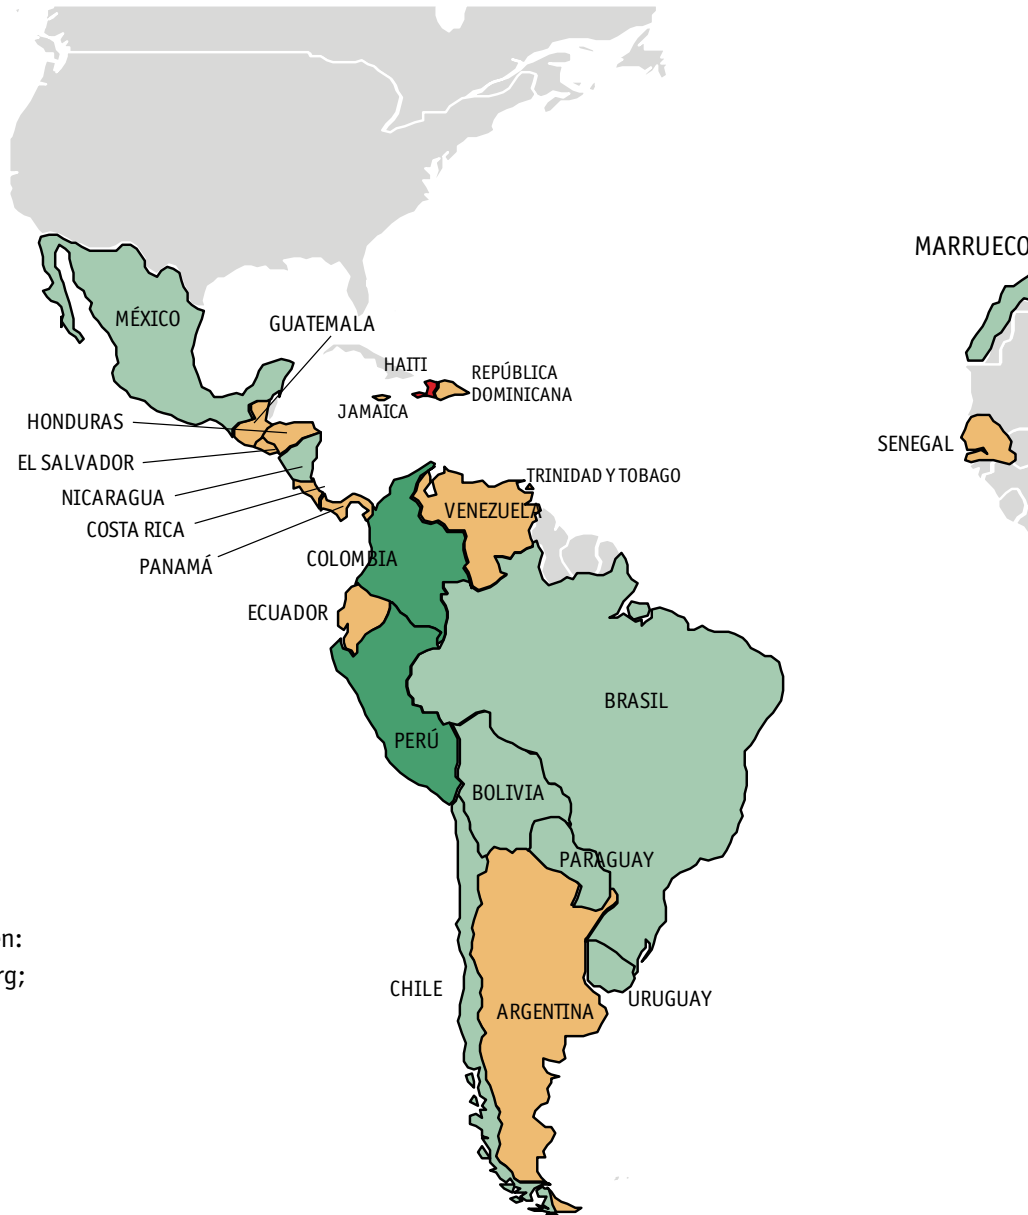 MARRUECO
MÉXICO
GUATEMALA
HAITI
REPÚBLICA
DOMINICANA
JAMAICA
HONDURAS
SENEGAL
EL SALVADOR
TRINIDAD Y TOBAGO
NICARAGUA
VENEZUELA
COSTA RICA
PANAMÁ
COLOMBIA
ECUADOR
BRASIL
PERÚ
BOLIVIA
PARAGUAY
n:
rg;
CHILE
URUGUAY
ARGENTINA